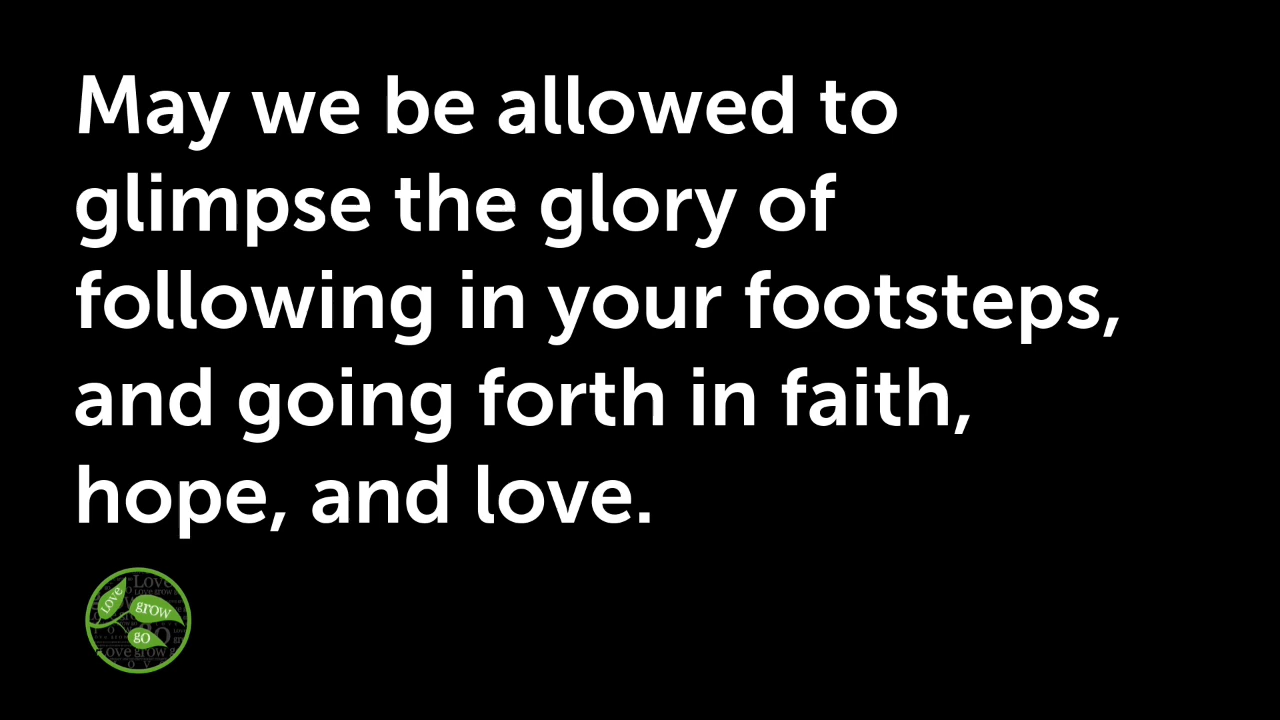 May we be allowed to
glimpse the glory of
following in your footsteps,
and going forth in faith,
hope, and love.
Love
grow
go